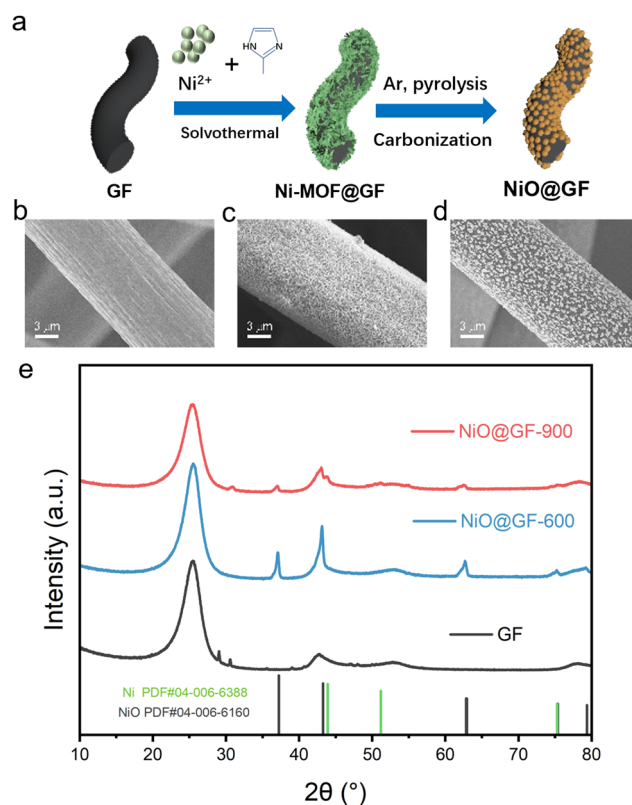 a
Ni²⁺
+
HN
N
Solvothermal
Ar, pyrolysis
Carbonization
GF
Ni-MOF@GF
NiO@GF
b
c
d
3 μm
3 μm
3 μm
e
NiO@GF-900
NiO@GF-600
GF
Ni PDF#04-006-6388
NiO PDF#04-006-6160
Intensity (a.u.)
10 20 30 40 50 60 70 80
2θ (°)